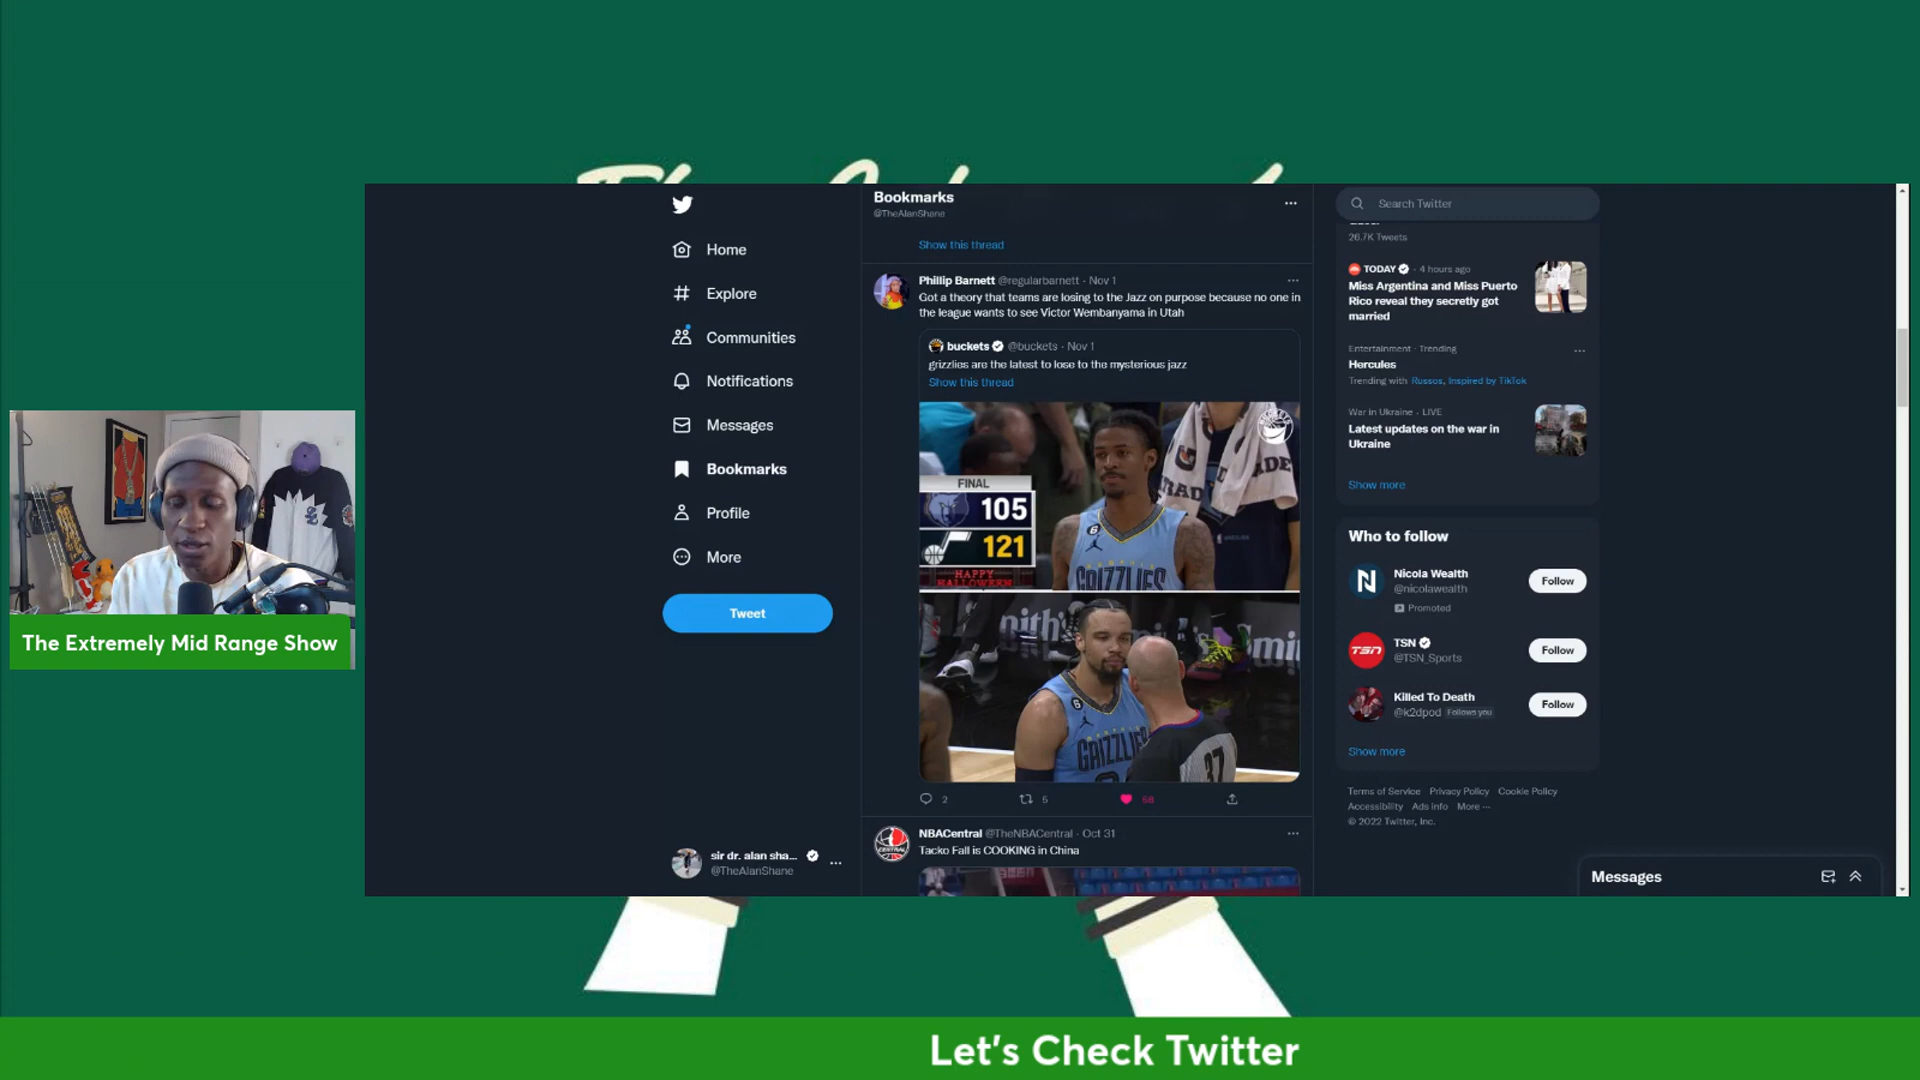 Bookmarks
@TheAlanShane
Show this thread
Home
Explore
Communities
Notifications
Messages
Bookmarks
Profile
More
Tweet
sir dr. alan sha...
@TheAlanShane
Phillip Barnett @regularbarnett · Nov 1
Got a theory that teams are losing to the Jazz on purpose because no one in
the league wants to see Victor Wembanyama in Utah
buckets @buckets · Nov 1
grizzlies are the latest to lose to the mysterious jazz
Show this thread
FINAL
105
121
HAPPY
HALLOWEEN
6
GRIZZLIES
6
GRIZZLIES
37
2
5
68
NBACentral @TheNBACentral · Oct 31
Tacko Fall is COOKING in China
Search Twitter
26.7K Tweets
TODAY · 4 hours ago
Miss Argentina and Miss Puerto
Rico reveal they secretly got
married
Entertainment · Trending
Hercules
Trending with Russos, Inspired by TikTok
War in Ukraine · LIVE
Latest updates on the war in
Ukraine
Show more
Who to follow
Nicola Wealth
@nicolawealth
Promoted
Follow
TSN
@TSN_Sports
Follow
Killed To Death
@k2dpod Follows you
Follow
Show more
Terms of Service Privacy Policy Cookie Policy
Accessibility Ads info More ...
© 2022 Twitter, Inc.
Messages
The Extremely Mid Range Show
Let's Check Twitter